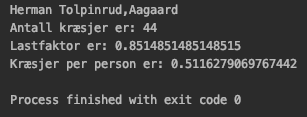 Herman Tolpinrud,Aagaard
Antall kræsjer er: 44
Lastfaktor er: 0.8514851485148515
Kræsjer per person er: 0.5116279069767442
Process finished with exit code 0